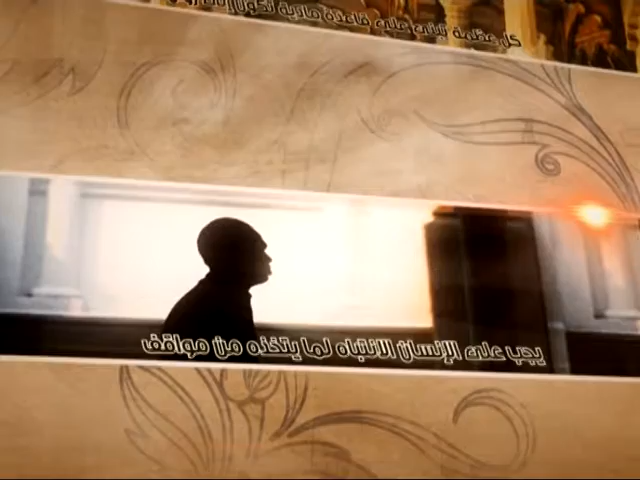 كل عظمة تبنى على قاعدة مادية تكون
يجب على الإنسان الانتباه لما يتخذه من مواقف